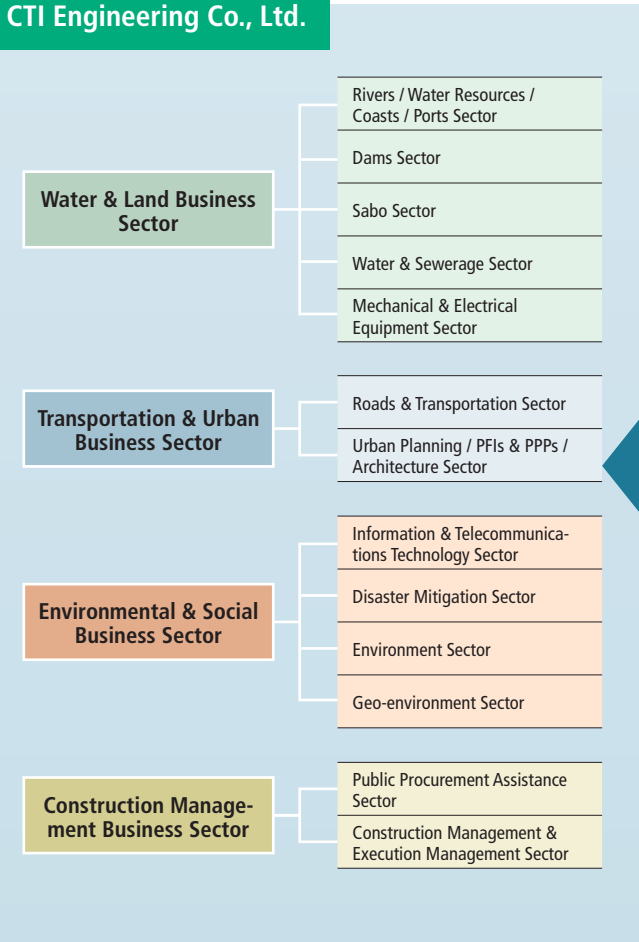 CTI Engineering Co., Ltd.
Water & Land Business
Sector
Rivers / Water Resources /
Coasts / Ports Sector
Dams Sector
Sabo Sector
Water & Sewerage Sector
Mechanical & Electrical
Equipment Sector
Transportation & Urban
Business Sector
Roads & Transportation Sector
Urban Planning / PFIs & PPPs /
Architecture Sector
Environmental & Social
Business Sector
Information & Telecommunica-
tions Technology Sector
Disaster Mitigation Sector
Environment Sector
Geo-environment Sector
Construction Manage-
ment Business Sector
Public Procurement Assistance
Sector
Construction Management &
Execution Management Sector